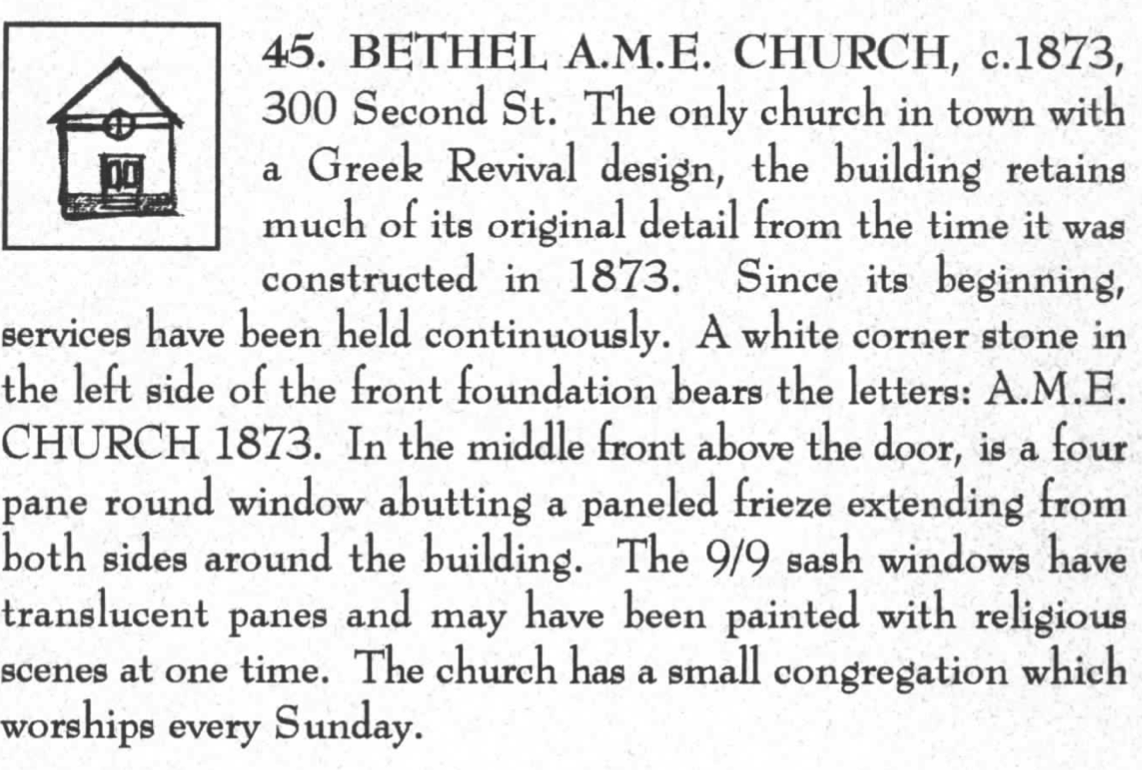 45. BETHEL A.M.E. CHURCH, c.1873,
300 Second St. The only church in town with
a Greek Revival design, the building retains
much of its original detail from the time it was
constructed in 1873. Since its beginning,
services have been held continuously. A white corner stone in
the left side of the front foundation bears the letters: A.M.E.
CHURCH 1873. In the middle front above the door, is a four
pane round window abutting a paneled frieze extending from
both sides around the building. The 9/9 sash windows have
translucent panes and may have been painted with religious
scenes at one time. The church has a small congregation which
worships every Sunday.